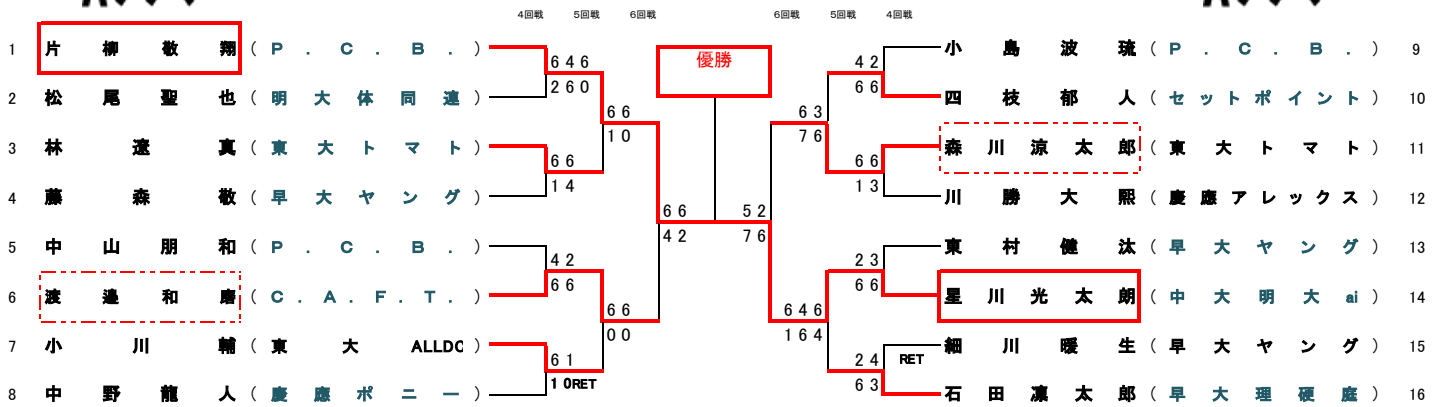 4回戦 5回戦 6回戦 6回戦 5回戦 4回戦
1 片柳敬翔 (P.C.B.) 小島波琉 (P.C.B.) 9
646 優勝 42
260 66
2 松尾聖也 (明大体同連) 四枝郁人 (セットポイント) 10
66 63
10 76
3 林遼真 (東大トマト) 森川涼太郎 (東大トマト) 11
66 66
14 13
4 藤森敬 (早大ヤング) 川勝大熙 (慶應アレックス) 12
66 52
42 76
5 中山朋和 (P.C.B.) 東村健汰 (早大ヤング) 13
42 23
66 66
6 渡邉和磨 (C.A.F.T.) 星川光太朗 (中大明大ai) 14
66 646
00 164
7 小川輔 (東大ALLDC 細川暖生 (早大ヤング) 15
61 24 RET
10RET 63
8 中野龍人 (慶應ポニー) 石田凛太郎 (早大理硬庭) 16